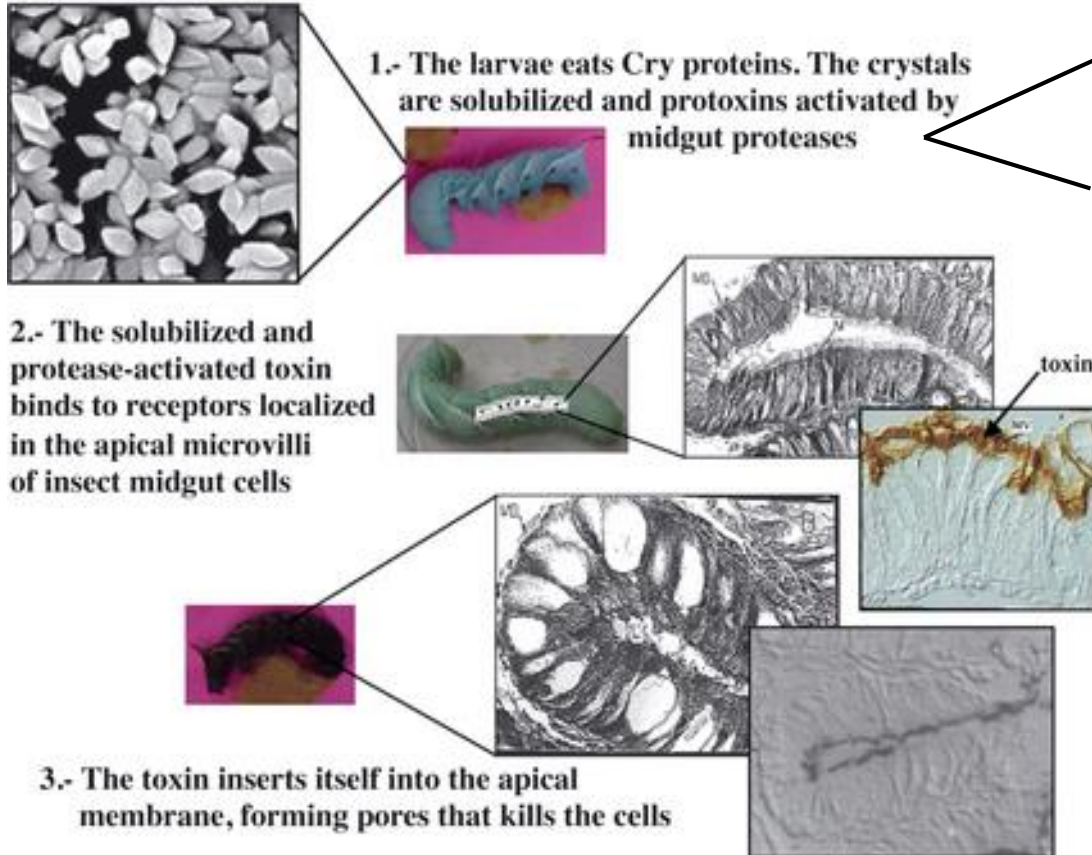 1.- The larvae eats Cry proteins. The crystals
are solubilized and protoxins activated by
midgut proteases
2.- The solubilized and
protease-activated toxin
binds to receptors localized
in the apical microvilli
of insect midgut cells
toxin
3.- The toxin inserts itself into the apical
membrane, forming pores that kills the cells